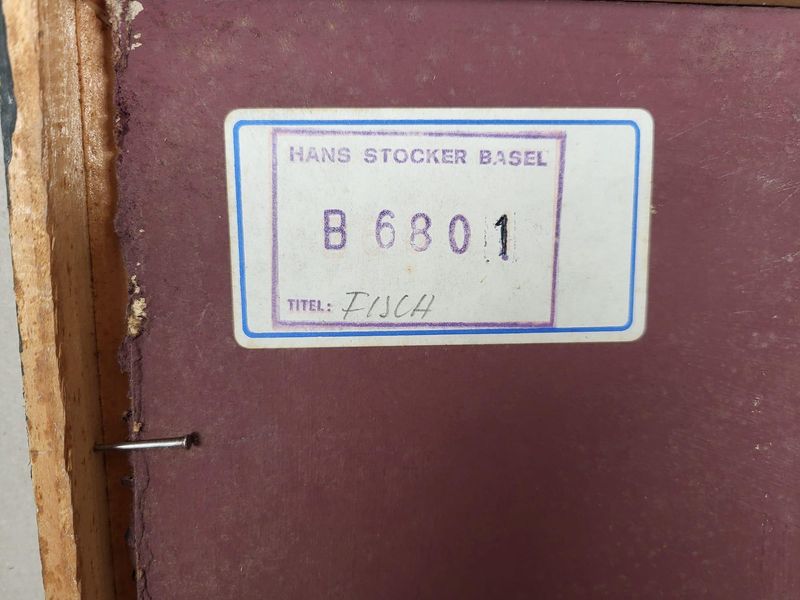 HANS STOCKER BASEL
B 6801
TITEL: FISCH